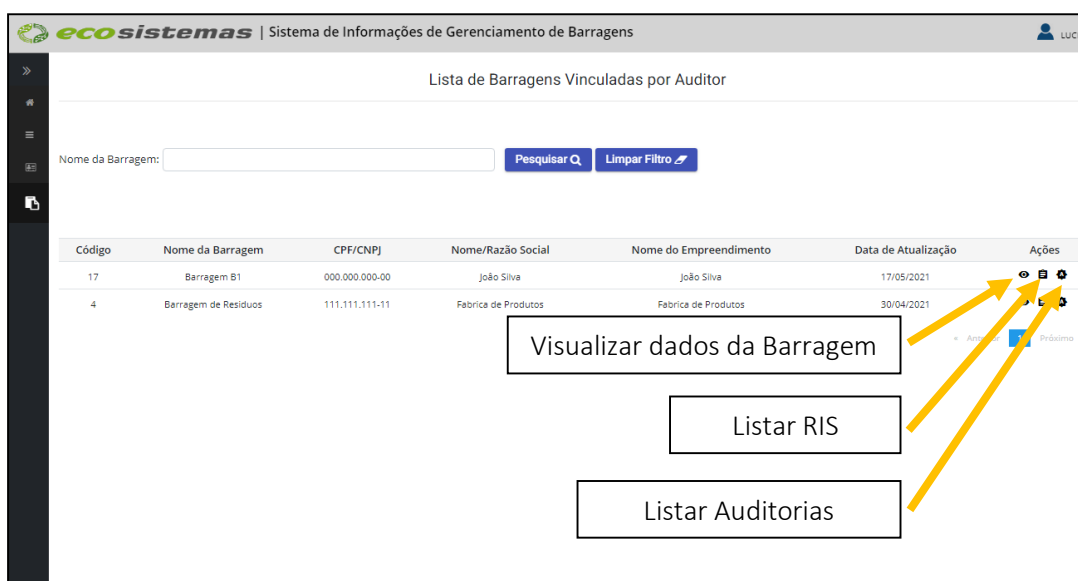 ecosistemas | Sistema de Informações de Gerenciamento de Barragens
Lista de Barragens Vinculadas por Auditor
Nome da Barragem: Pesquisar Limpar Filtro
Código Nome da Barragem CPF/CNPJ Nome/Razão Social Nome do Empreendimento Data de Atualização Ações
17 Barragem B1 000.000.000-00 João Silva João Silva 17/05/2021
4 Barragem de Residuos 111.111.111-11 Fabrica de Produtos Fabrica de Produtos 30/04/2021
« Anterior 1 Próximo
Visualizar dados da Barragem
Listar RIS
Listar Auditorias